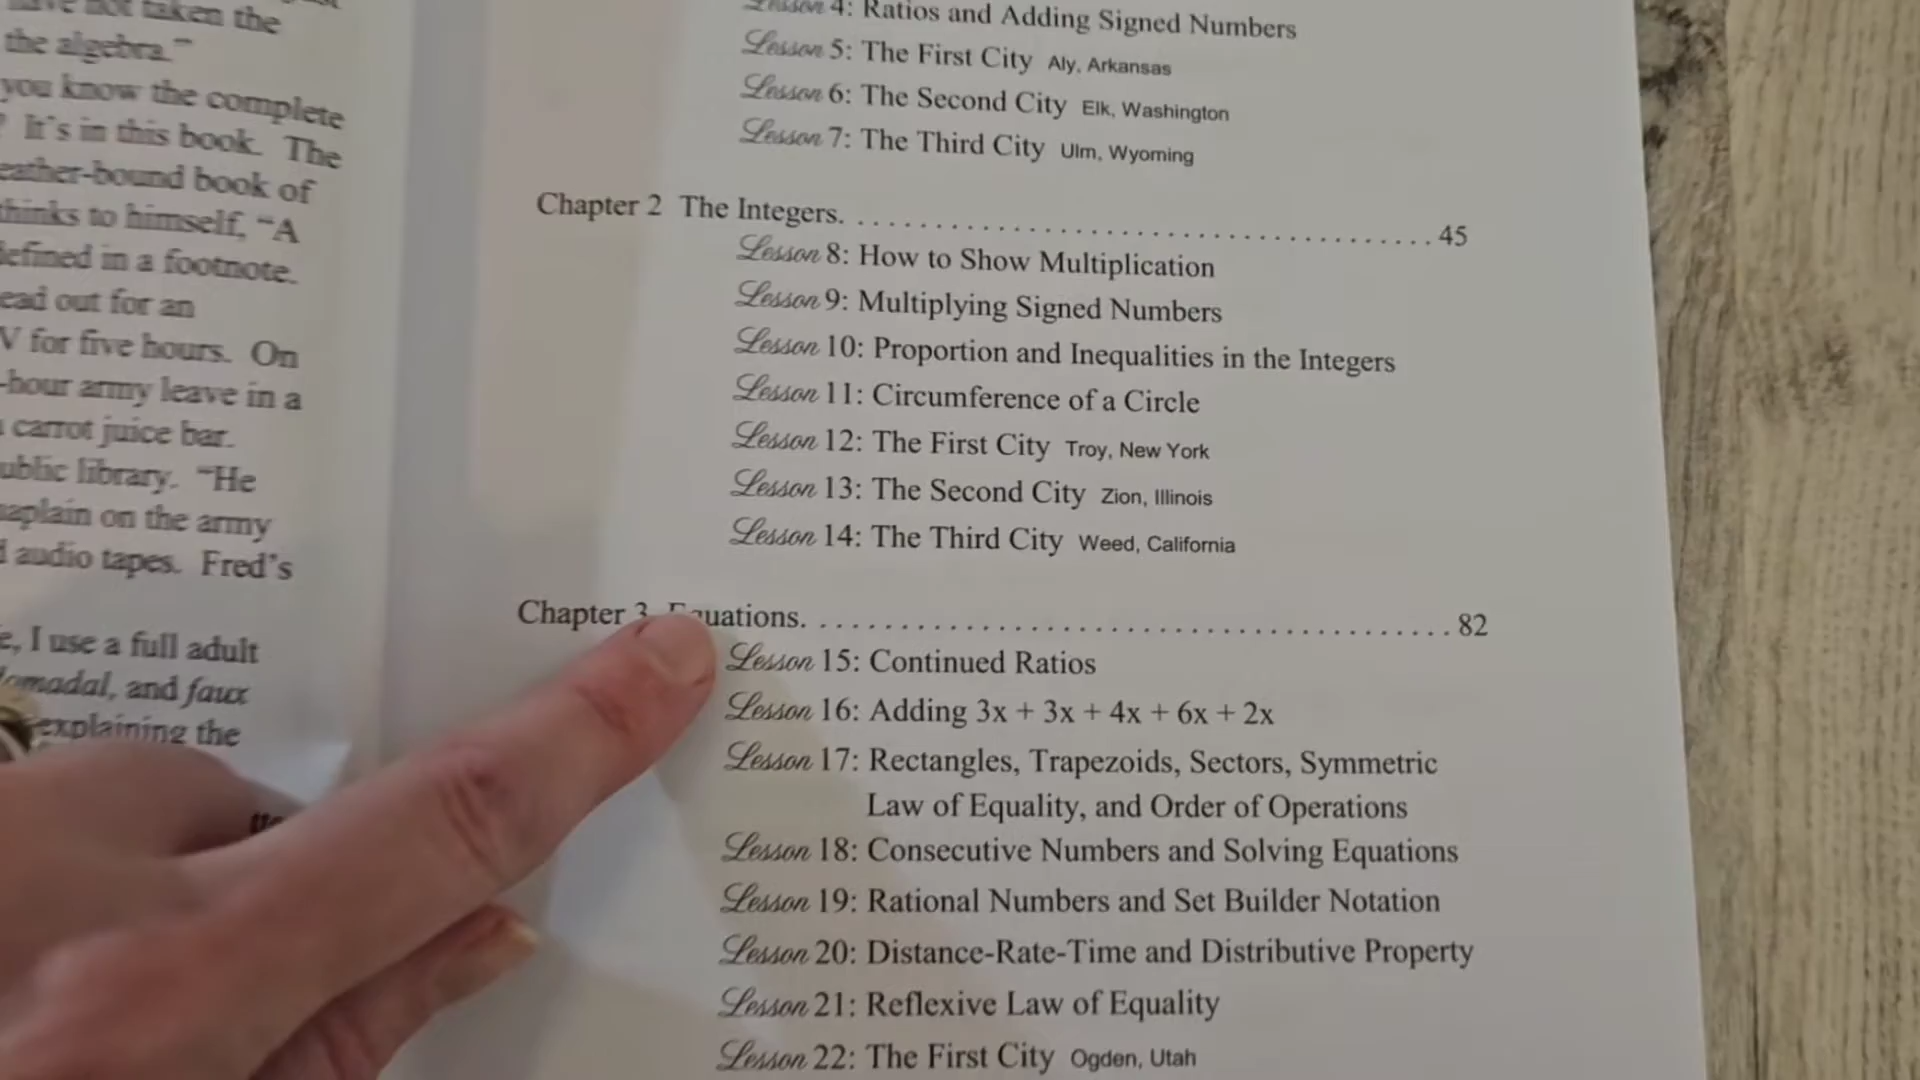 have not taken the
the algebra."
you know the complete
? It's in this book. The
eather-bound book of
thinks to himself, "A
defined in a footnote.
ead out for an
V for five hours. On
-hour army leave in a
carrot juice bar.
ublic library. "He
haplain on the army
audio tapes. Fred's
e, I use a full adult
domadal, and faux
explaining the
Lesson 4: Ratios and Adding Signed Numbers
Lesson 5: The First City Aly, Arkansas
Lesson 6: The Second City Elk, Washington
Lesson 7: The Third City Ulm, Wyoming
Chapter 2 The Integers. . . . . . . . . . . . . . . . . . . . . . . . . . . . . . . . . . . . . 45
Lesson 8: How to Show Multiplication
Lesson 9: Multiplying Signed Numbers
Lesson 10: Proportion and Inequalities in the Integers
Lesson 11: Circumference of a Circle
Lesson 12: The First City Troy, New York
Lesson 13: The Second City Zion, Illinois
Lesson 14: The Third City Weed, California
Chapter 3 Equations. . . . . . . . . . . . . . . . . . . . . . . . . . . . . . . . . . . . . . . 82
Lesson 15: Continued Ratios
Lesson 16: Adding 3x + 3x + 4x + 6x + 2x
Lesson 17: Rectangles, Trapezoids, Sectors, Symmetric
Law of Equality, and Order of Operations
Lesson 18: Consecutive Numbers and Solving Equations
Lesson 19: Rational Numbers and Set Builder Notation
Lesson 20: Distance-Rate-Time and Distributive Property
Lesson 21: Reflexive Law of Equality
Lesson 22: The First City Ogden, Utah